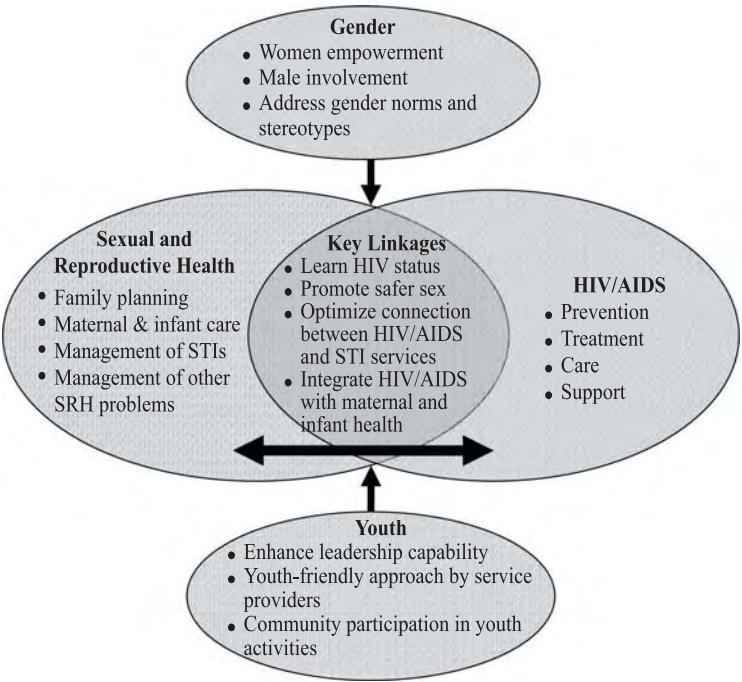 Gender
• Women empowerment
• Male involvement
• Address gender norms and
stereotypes
Sexual and
Reproductive Health
• Family planning
• Maternal & infant care
• Management of STIs
• Management of other
SRH problems
Key Linkages
• Learn HIV status
• Promote safer sex
• Optimize connection
between HIV/AIDS
and STI services
• Integrate HIV/AIDS
with maternal and
infant health
HIV/AIDS
• Prevention
• Treatment
• Care
• Support
Youth
• Enhance leadership capability
• Youth-friendly approach by service
providers
• Community participation in youth
activities